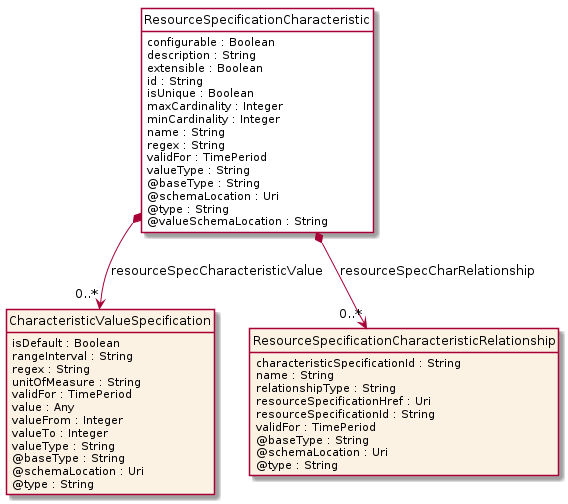 ResourceSpecificationCharacteristic
configurable : Boolean
description : String
extensible : Boolean
id : String
isUnique : Boolean
maxCardinality : Integer
minCardinality : Integer
name : String
regex : String
validFor : TimePeriod
valueType : String
@baseType : String
@schemaLocation : Uri
@type : String
@valueSchemaLocation : String
resourceSpecCharacteristicValue
0..*
resourceSpecCharRelationship
0..*
CharacteristicValueSpecification
isDefault : Boolean
rangeInterval : String
regex : String
unitOfMeasure : String
validFor : TimePeriod
value : Any
valueFrom : Integer
valueTo : Integer
valueType : String
@baseType : String
@schemaLocation : Uri
@type : String
ResourceSpecificationCharacteristicRelationship
characteristicSpecificationId : String
name : String
relationshipType : String
resourceSpecificationHref : Uri
resourceSpecificationId : String
validFor : TimePeriod
@baseType : String
@schemaLocation : Uri
@type : String